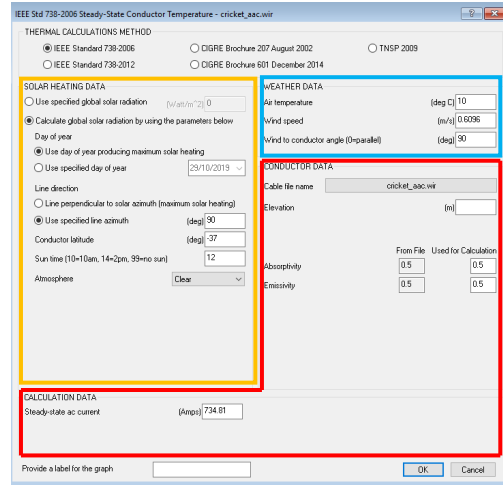 IEEE Std 738-2006 Steady-State Conductor Temperature - cricket_aac.wir
THERMAL CALCULATIONS METHOD
IEEE Standard 738-2006 CIGRE Brochure 207 August 2002 TNSP 2009
IEEE Standard 738-2012 CIGRE Brochure 601 December 2014
SOLAR HEATING DATA
Use specified global solar radiation (Watt/m^2) 0
Calculate global solar radiation by using the parameters below
Day of year
Use day of year producing maximum solar heating
Use specified day of year 29/10/2019
Line direction
Line perpendicular to solar azimuth (maximum solar heating)
Use specified line azimuth (deg) 90
Conductor latitude (deg) -37
Sun time (10=10am, 14=2pm, 99=no sun) 12
Atmosphere Clear
WEATHER DATA
Air temperature (deg C) 10
Wind speed (m/s) 0.6096
Wind to conductor angle (0=parallel) (deg) 90
CONDUCTOR DATA
Cable file name cricket_aac.wir
Elevation (m)
From File Used for Calculation
Absorptivity 0.5 0.5
Emissivity 0.5 0.5
CALCULATION DATA
Steady-state ac current (Amps) 734.81
Provide a label for the graph
OK Cancel